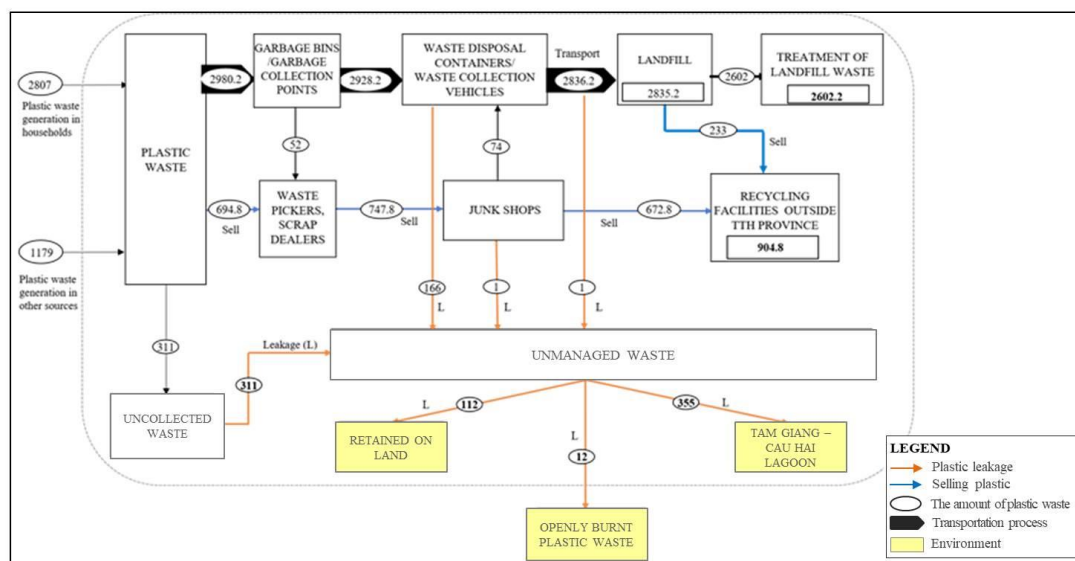 GARBAGE BINS
/GARBAGE
COLLECTION
POINTS
WASTE DISPOSAL
CONTAINERS/
WASTE COLLECTION
VEHICLES
Transport
LANDFILL
2835.2
TREATMENT OF
LANDFILL WASTE
2602.2
2807
Plastic waste
generation in
households
2980.2
2928.2
2836.2
2602
PLASTIC
WASTE
52
74
233
Sell
694.8
Sell
WASTE
PICKERS,
SCRAP
DEALERS
747.8
Sell
JUNK SHOPS
672.8
Sell
RECYCLING
FACILITIES OUTSIDE
TTH PROVINCE
904.8
1179
Plastic waste
generation in
other sources
166
L
1
L
1
L
311
Leakage (L)
311
UNCOLLECTED
WASTE
UNMANAGED WASTE
L
112
355
L
L
12
RETAINED ON
LAND
TAM GIANG –
CAU HAI
LAGOON
OPENLY BURNT
PLASTIC WASTE
LEGEND
Plastic leakage
Selling plastic
The amount of plastic waste
Transportation process
Environment